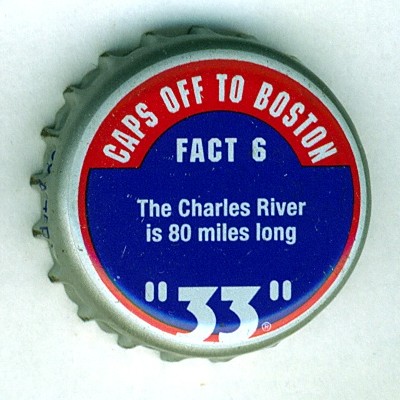 CAPS OFF TO BOSTON
FACT 6
The Charles River
is 80 miles long
"33"®